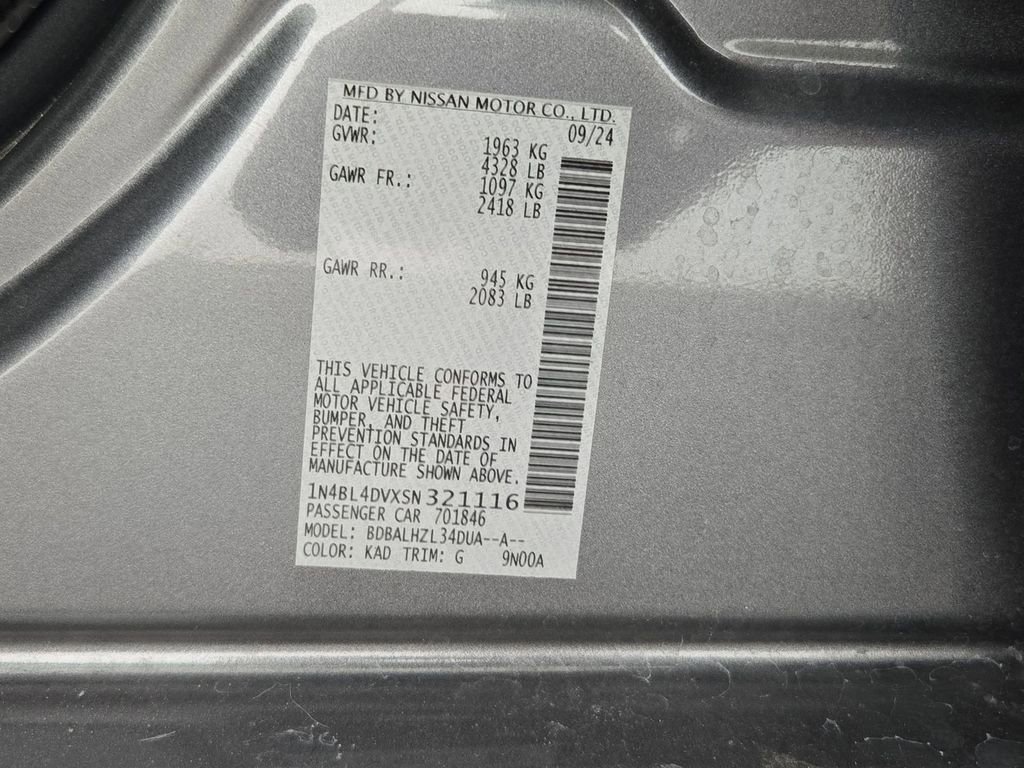 MFD BY NISSAN MOTOR CO., LTD.
DATE: 09/24
GVWR: 1963 KG
4328 LB
GAWR FR.: 1097 KG
2418 LB
GAWR RR.: 945 KG
2083 LB
THIS VEHICLE CONFORMS TO
ALL APPLICABLE FEDERAL
MOTOR VEHICLE SAFETY,
BUMPER, AND THEFT
PREVENTION STANDARDS IN
EFFECT ON THE DATE OF
MANUFACTURE SHOWN ABOVE.
1N4BL4DVXSN321116
PASSENGER CAR 701846
MODEL: BDBALHZL34DUA--A--
COLOR: KAD TRIM: G 9N00A